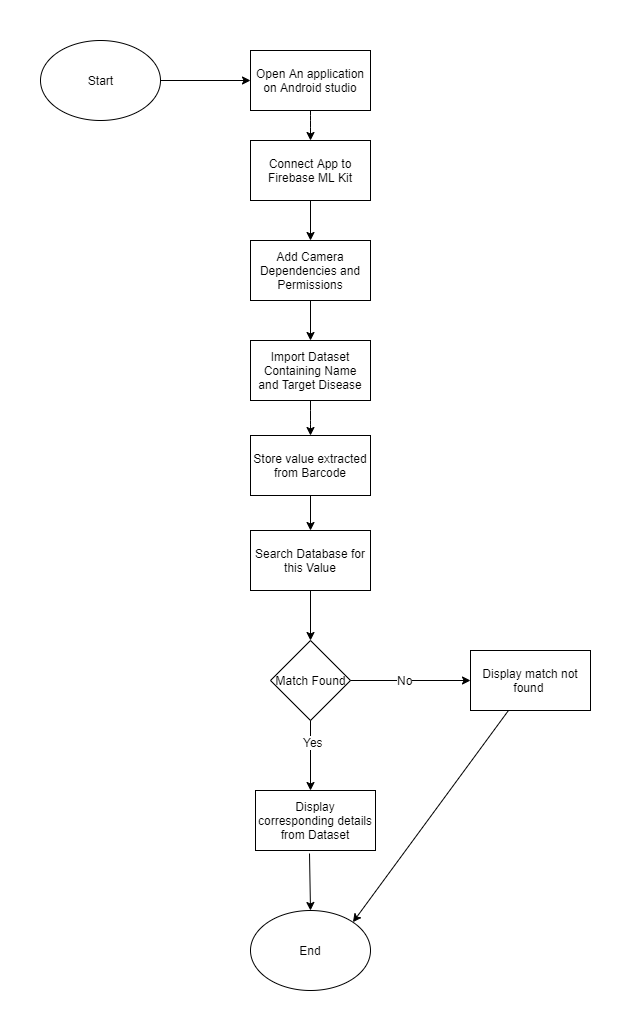 Start
Open An application
on Android studio
Connect App to
Firebase ML Kit
Add Camera
Dependencies and
Permissions
Import Dataset
Containing Name
and Target Disease
Store value extracted
from Barcode
Search Database for
this Value
Match Found
No
Display match not
found
Yes
Display
corresponding details
from Dataset
End